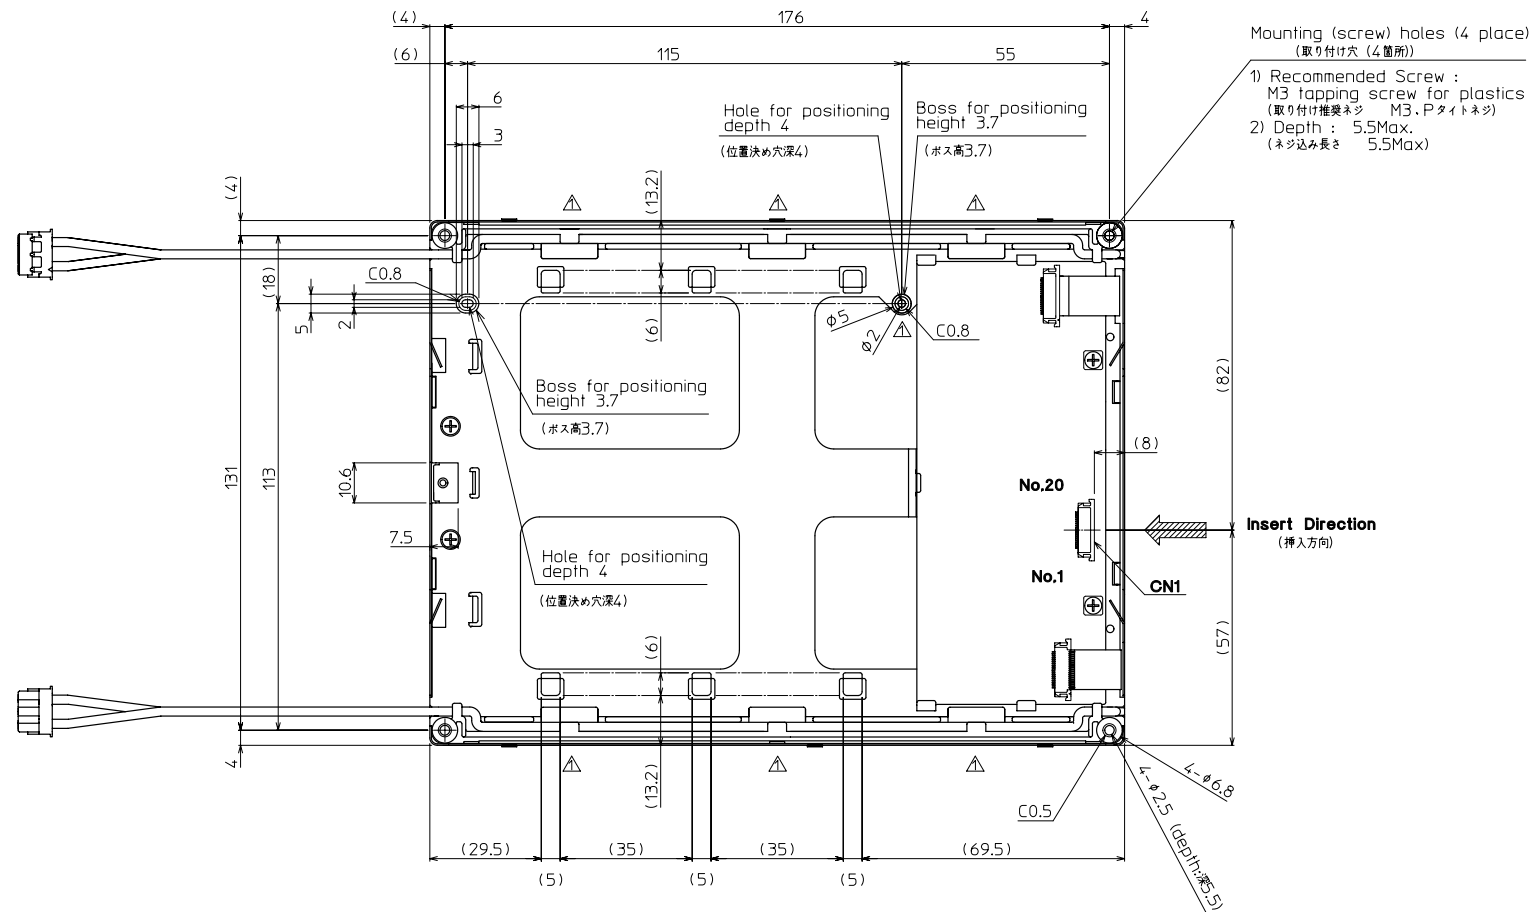 (4)
176
4
(6)
115
55
Mounting (screw) holes (4 place)
(取り付け穴 (4箇所))
1) Recommended Screw :
M3 tapping screw for plastics
(取り付け推奨ネジ M3、Pタイトネジ)
2) Depth : 5.5Max.
(ネジ込み長さ 5.5Max)
6
3
Hole for positioning
depth 4
(位置決め穴深4)
Boss for positioning
height 3.7
(ボス高3.7)
(4)
(13.2)
1
1
1
(18)
C0.8
5
2
(6)
φ5
φ2
1
C0.8
Boss for positioning
height 3.7
(ボス高3.7)
(82)
131
113
10.6
7.5
(8)
No.20
Insert Direction
(挿入方向)
No.1
CN1
Hole for positioning
depth 4
(位置決め穴深4)
(6)
(57)
4
1
1
1
(13.2)
C0.5
4-φ6.8
4-φ2.5 (depth:深5.5)
(29.5)
(35)
(35)
(69.5)
(5)
(5)
(5)